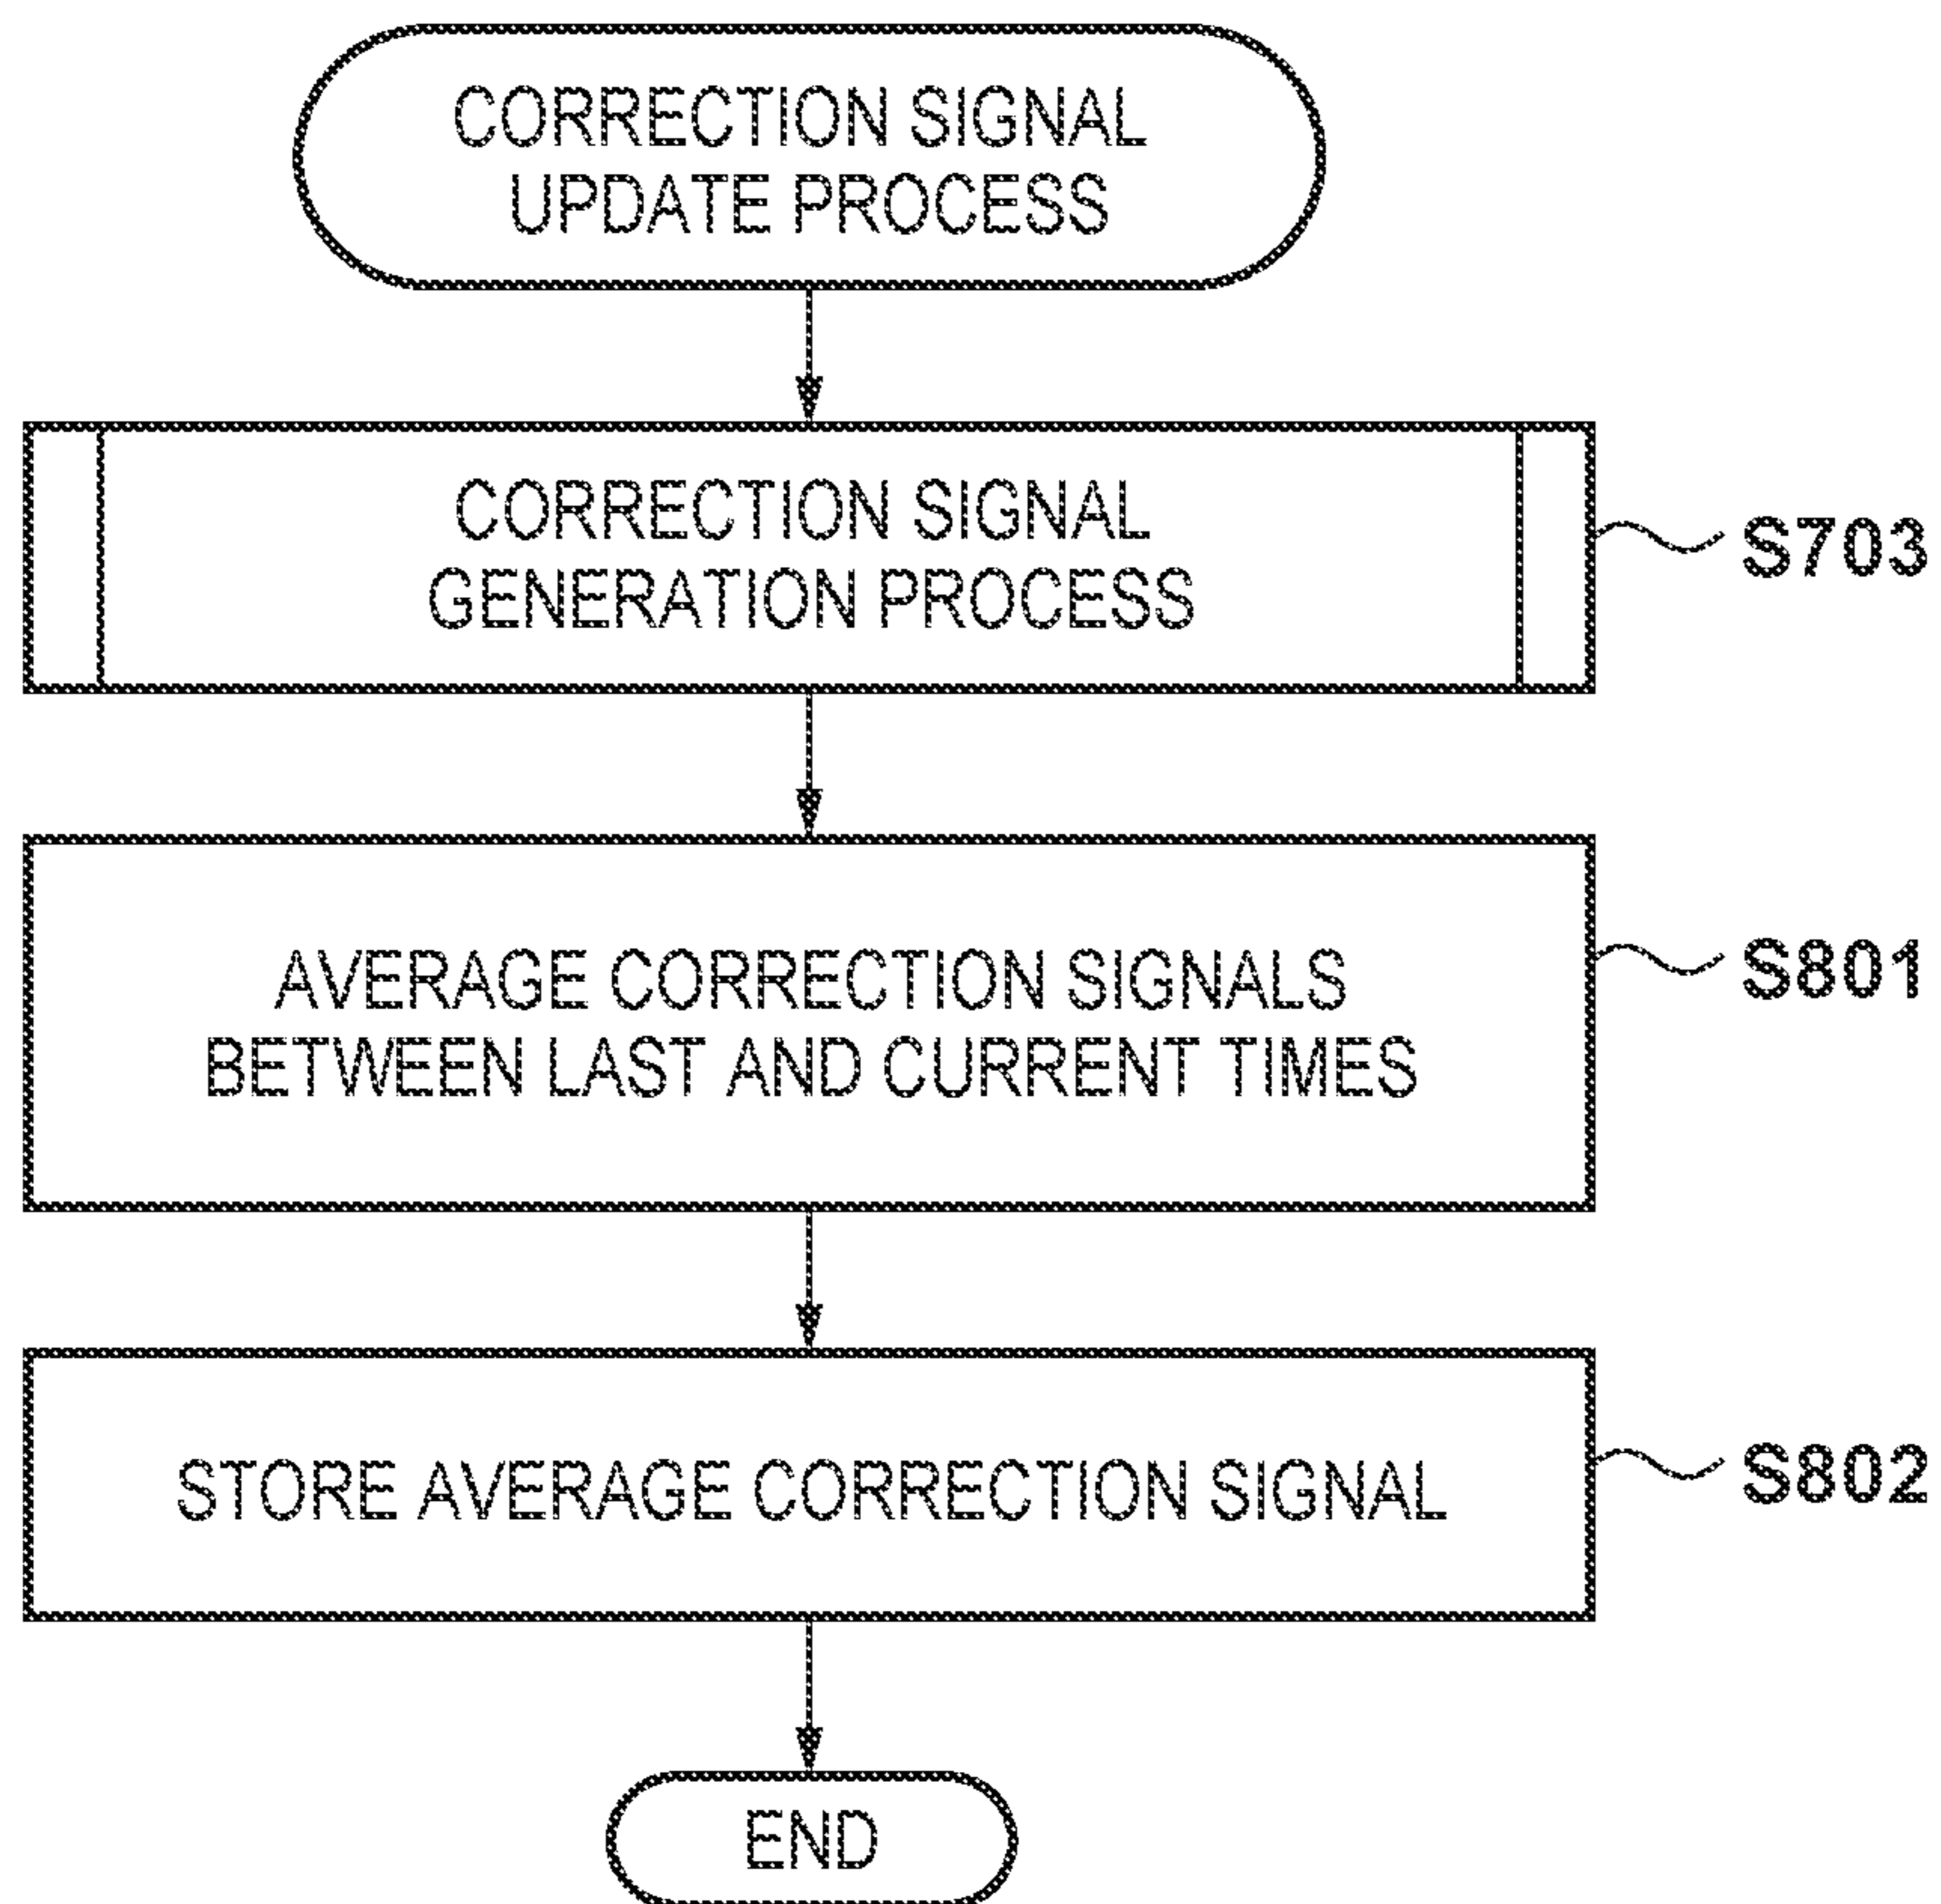 CORRECTION SIGNAL
UPDATE PROCESS
CORRECTION SIGNAL
GENERATION PROCESS
S703
AVERAGE CORRECTION SIGNALS
BETWEEN LAST AND CURRENT TIMES
S801
STORE AVERAGE CORRECTION SIGNAL
S802
END